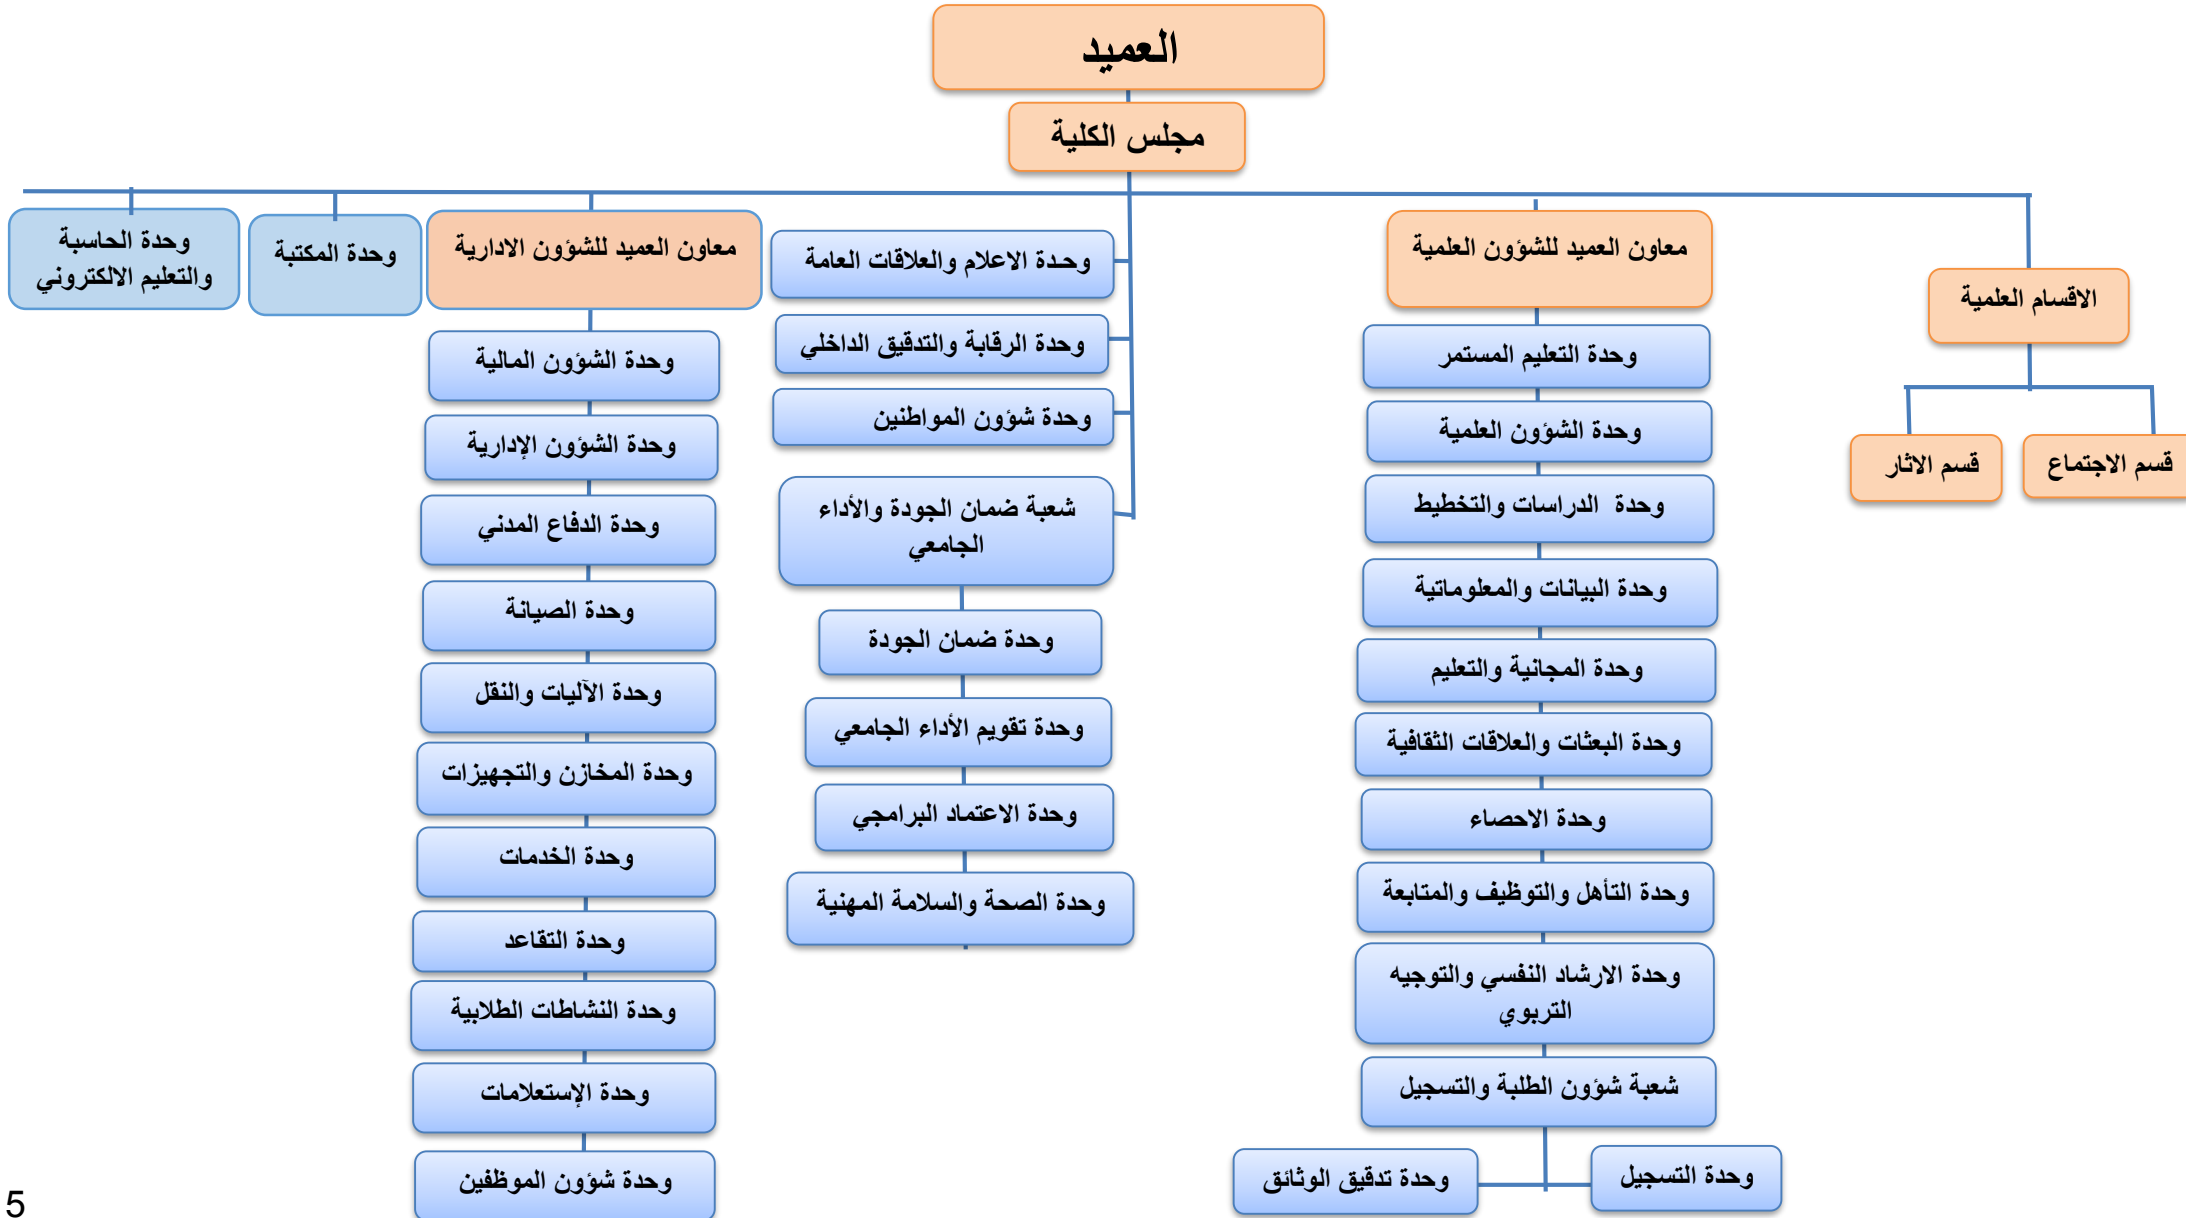 العميد
مجلس الكلية
الاقسام العلمية
قسم الاجتماع
قسم الاثار
معاون العميد للشؤون العلمية
وحدة التعليم المستمر
وحدة الشؤون العلمية
وحدة الدراسات والتخطيط
وحدة البيانات والمعلوماتية
وحدة المجانية والتعليم
وحدة البعثات والعلاقات الثقافية
وحدة الاحصاء
وحدة التأهل والتوظيف والمتابعة
وحدة الارشاد النفسي والتوجيه
التربوي
شعبة شؤون الطلبة والتسجيل
وحدة التسجيل
وحدة تدقيق الوثائق
وحدة الاعلام والعلاقات العامة
وحدة الرقابة والتدقيق الداخلي
وحدة شؤون المواطنين
شعبة ضمان الجودة والأداء
الجامعي
وحدة ضمان الجودة
وحدة تقويم الأداء الجامعي
وحدة الاعتماد البرامجي
وحدة الصحة والسلامة المهنية
معاون العميد للشؤون الادارية
وحدة الشؤون المالية
وحدة الشؤون الإدارية
وحدة الدفاع المدني
وحدة الصيانة
وحدة الآليات والنقل
وحدة المخازن والتجهيزات
وحدة الخدمات
وحدة التقاعد
وحدة النشاطات الطلابية
وحدة الإستعلامات
وحدة شؤون الموظفين
وحدة المكتبة
وحدة الحاسبة
والتعليم الالكتروني
5